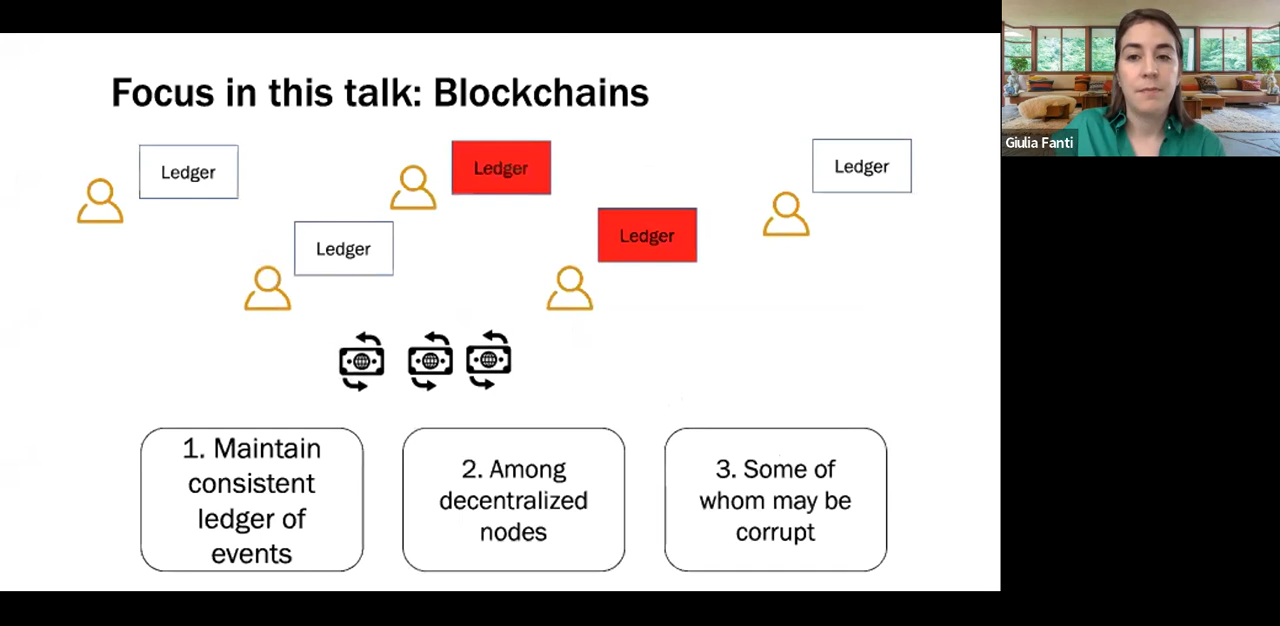 Focus in this talk: Blockchains
Giulia Fanti
Ledger
Ledger
Ledger
Ledger
Ledger
1. Maintain
consistent
ledger of
events
2. Among
decentralized
nodes
3. Some of
whom may be
corrupt